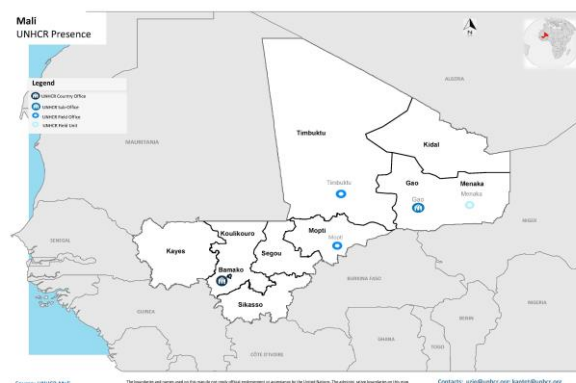 Mali
UNHCR Presence
Legend
UNHCR Country Office
UNHCR Sub-Office
UNHCR Field Office
UNHCR Field Unit
ALGERIA
MAURITANIA
Timbuktu
Kidal
Timbuktu
Gao
Menaka
Gao
Menaka
NIGER
Mopti
Mopti
Koulikouro
Segou
Kayes
Bamako
Sikasso
SENEGAL
BURKINA FASO
GUINEA
NIGERIA
BENIN
GHANA
TOGO
CÔTE D'IVOIRE